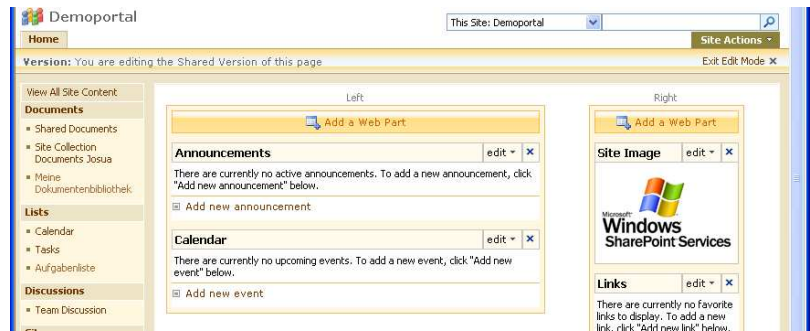 Demoportal
This Site: Demoportal
Home
Site Actions
Version: You are editing the Shared Version of this page
Exit Edit Mode
View All Site Content
Documents
Shared Documents
Site Collection
Documents Josua
Meine
Dokumentenbibliothek
Lists
Calendar
Tasks
Aufgabenliste
Discussions
Team Discussion
Left
Add a Web Part
Announcements
edit
There are currently no active announcements. To add a new announcement, click
"Add new announcement" below.
Add new announcement
Calendar
edit
There are currently no upcoming events. To add a new event, click "Add new
event" below.
Add new event
Right
Add a Web Part
Site Image
edit
Microsoft
Windows
SharePoint Services
Links
edit
There are currently no favorite
links to display. To add a new
link, click "Add new link" below.